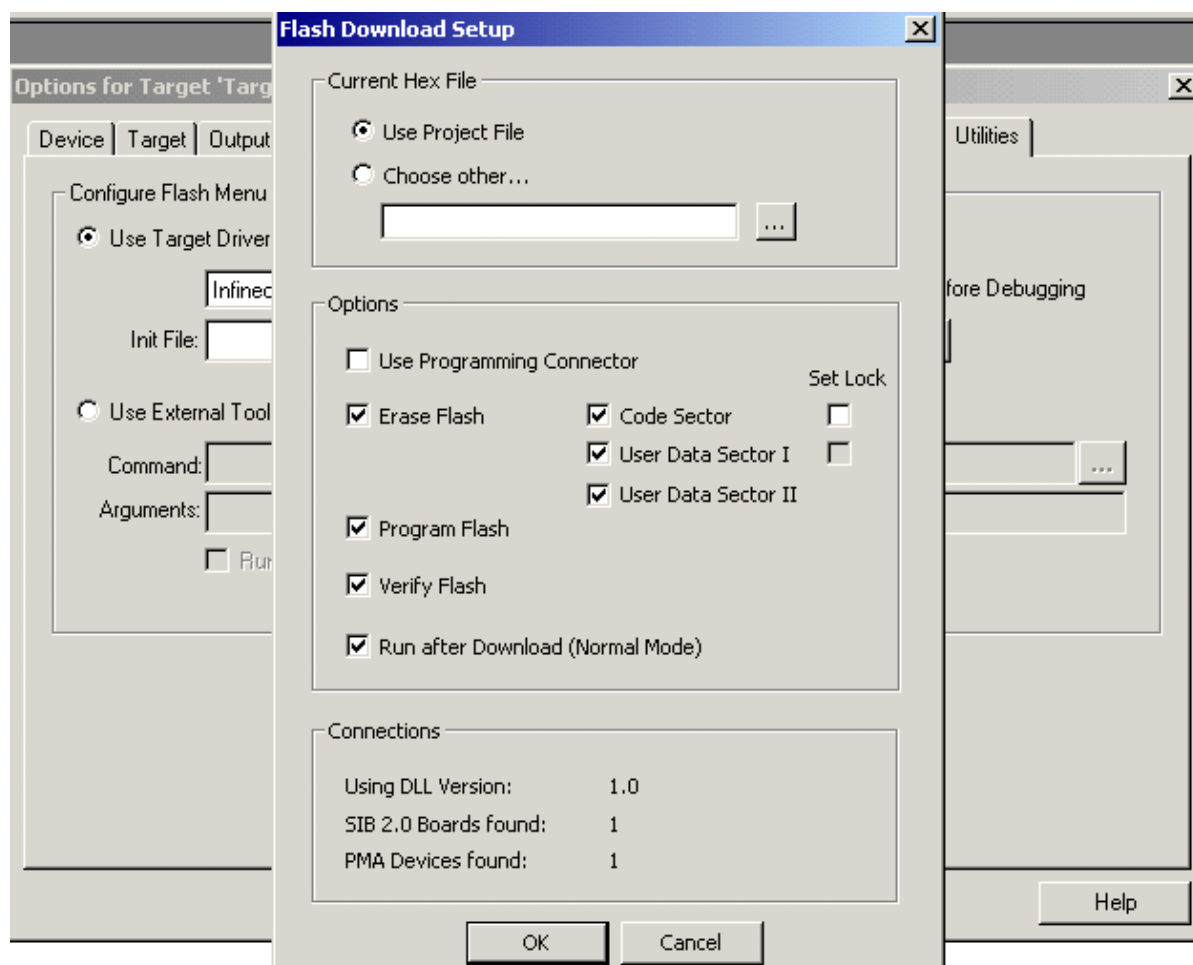 Flash Download Setup
Options for Target 'Targ
Device
Target
Output
Utilities
Configure Flash Menu
Use Target Driver
Infinec
fore Debugging
Init File:
Use External Tool
Command:
...
Arguments:
Run
Current Hex File
Use Project File
Choose other...
...
Options
Use Programming Connector
Set Lock
Erase Flash
Code Sector
User Data Sector I
User Data Sector II
Program Flash
Verify Flash
Run after Download (Normal Mode)
Connections
Using DLL Version: 1.0
SIB 2.0 Boards found: 1
PMA Devices found: 1
OK
Cancel
Help